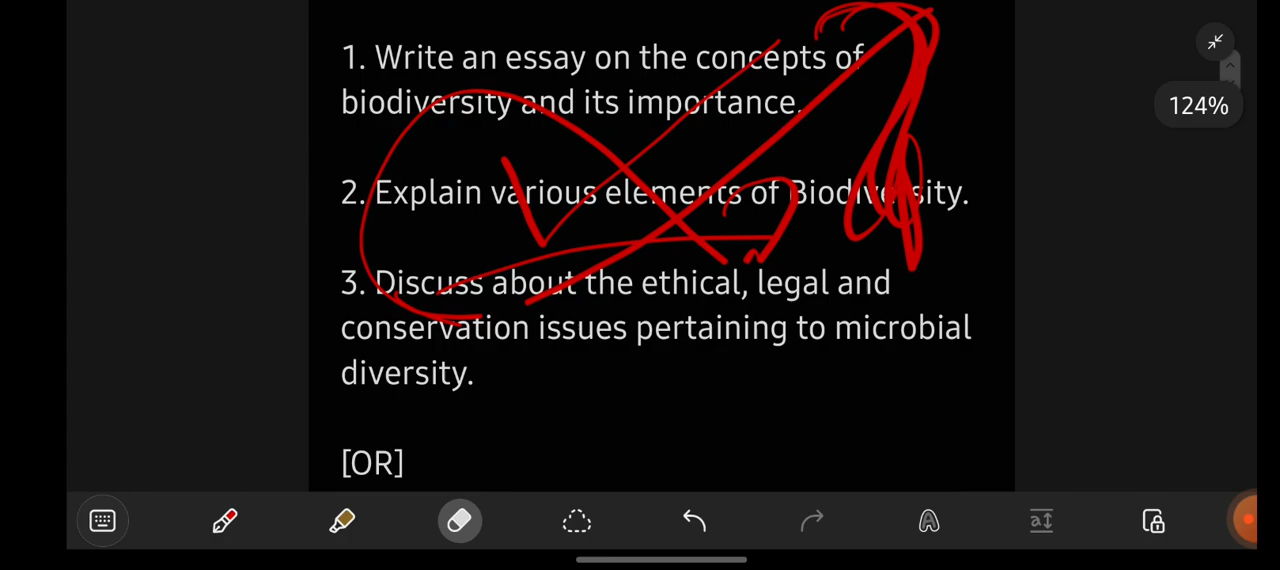 1. Write an essay on the concepts of
biodiversity and its importance.
124%
2. Explain various elements of Biodiversity.
3. Discuss about the ethical, legal and
conservation issues pertaining to microbial
diversity.
[OR]